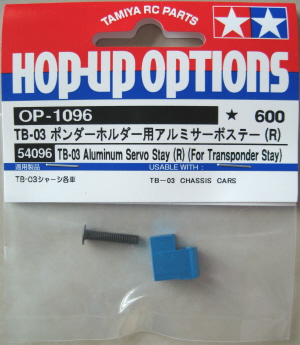 TAMIYA RC PARTS
HOP-UP OPTIONS
OP-1096 ★ 600
TB-03 ポンダーホルダー用アルミサーボステー (R)
54096 TB-03 Aluminum Servo Stay (R) (For Transponder Stay)
適用製品 USABLE WITH :
TB-03シャーシ各車 TB-03 CHASSIS CARS